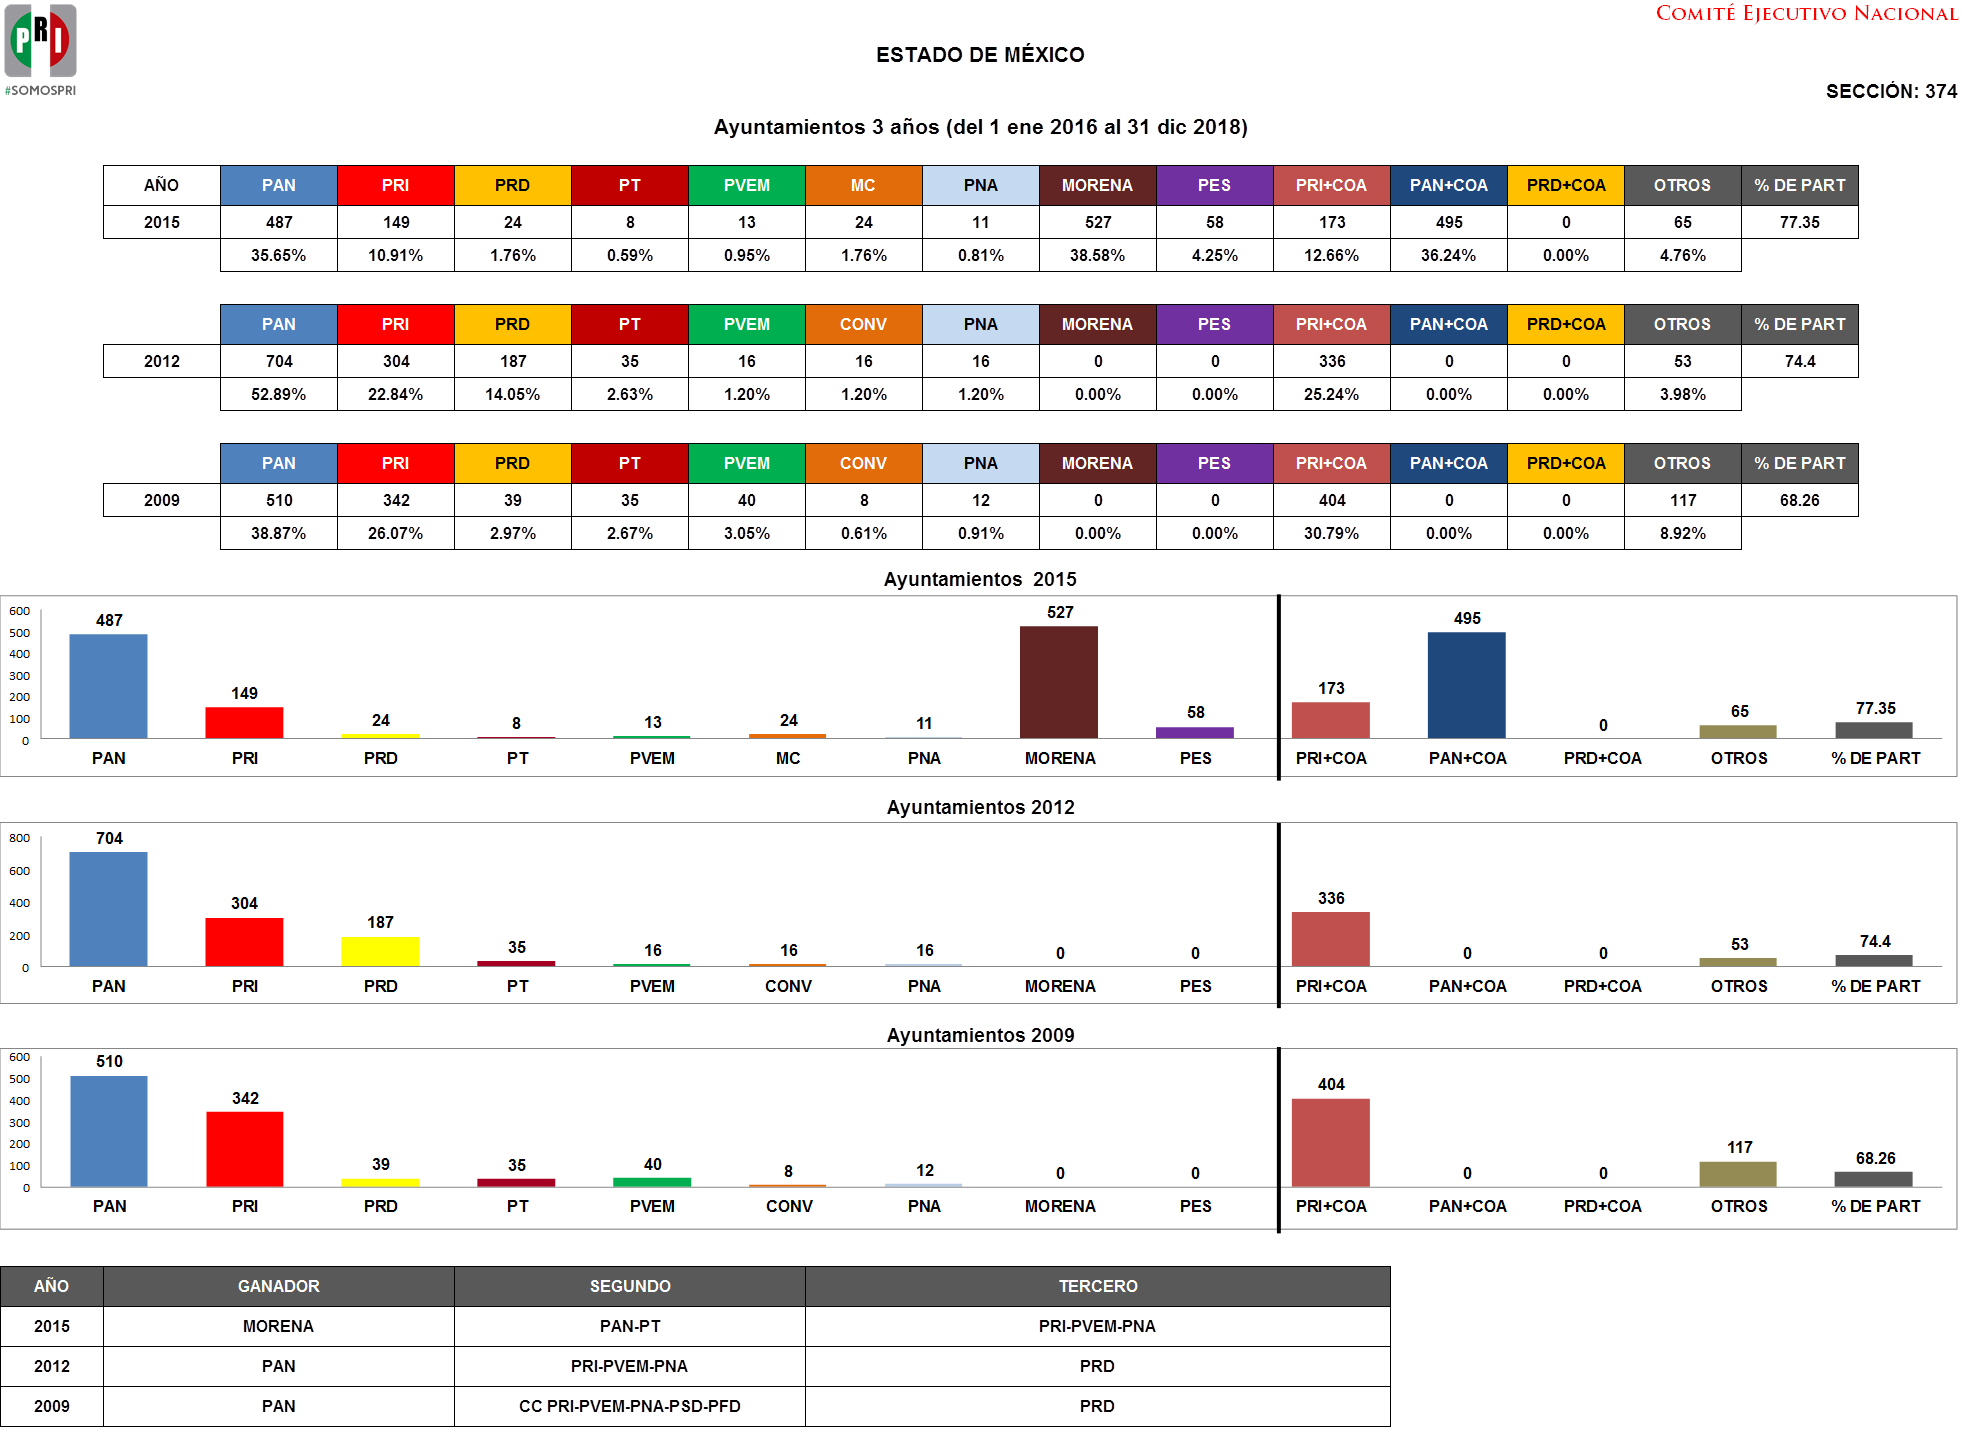 PRI
#SOMOSPRI
COMITÉ EJECUTIVO NACIONAL
ESTADO DE MÉXICO
SECCIÓN: 374
Ayuntamientos 3 años (del 1 ene 2016 al 31 dic 2018)
AÑO PAN PRI PRD PT PVEM MC PNA MORENA PES PRI+COA PAN+COA PRD+COA OTROS % DE PART
2015 487 149 24 8 13 24 11 527 58 173 495 0 65 77.35
35.65% 10.91% 1.76% 0.59% 0.95% 1.76% 0.81% 38.58% 4.25% 12.66% 36.24% 0.00% 4.76%
PAN PRI PRD PT PVEM CONV PNA MORENA PES PRI+COA PAN+COA PRD+COA OTROS % DE PART
2012 704 304 187 35 16 16 16 0 0 336 0 0 53 74.4
52.89% 22.84% 14.05% 2.63% 1.20% 1.20% 1.20% 0.00% 0.00% 25.24% 0.00% 0.00% 3.98%
PAN PRI PRD PT PVEM CONV PNA MORENA PES PRI+COA PAN+COA PRD+COA OTROS % DE PART
2009 510 342 39 35 40 8 12 0 0 404 0 0 117 68.26
38.87% 26.07% 2.97% 2.67% 3.05% 0.61% 0.91% 0.00% 0.00% 30.79% 0.00% 0.00% 8.92%
Ayuntamientos 2015
600
500
400
300
200
100
0
487 149 24 8 13 24 11 527 58 173 495 0 65 77.35
PAN PRI PRD PT PVEM MC PNA MORENA PES PRI+COA PAN+COA PRD+COA OTROS % DE PART
Ayuntamientos 2012
800
600
400
200
0
704 304 187 35 16 16 16 0 0 336 0 0 53 74.4
PAN PRI PRD PT PVEM CONV PNA MORENA PES PRI+COA PAN+COA PRD+COA OTROS % DE PART
Ayuntamientos 2009
600
500
400
300
200
100
0
510 342 39 35 40 8 12 0 0 404 0 0 117 68.26
PAN PRI PRD PT PVEM CONV PNA MORENA PES PRI+COA PAN+COA PRD+COA OTROS % DE PART
AÑO GANADOR SEGUNDO TERCERO
2015 MORENA PAN-PT PRI-PVEM-PNA
2012 PAN PRI-PVEM-PNA PRD
2009 PAN CC PRI-PVEM-PNA-PSD-PFD PRD